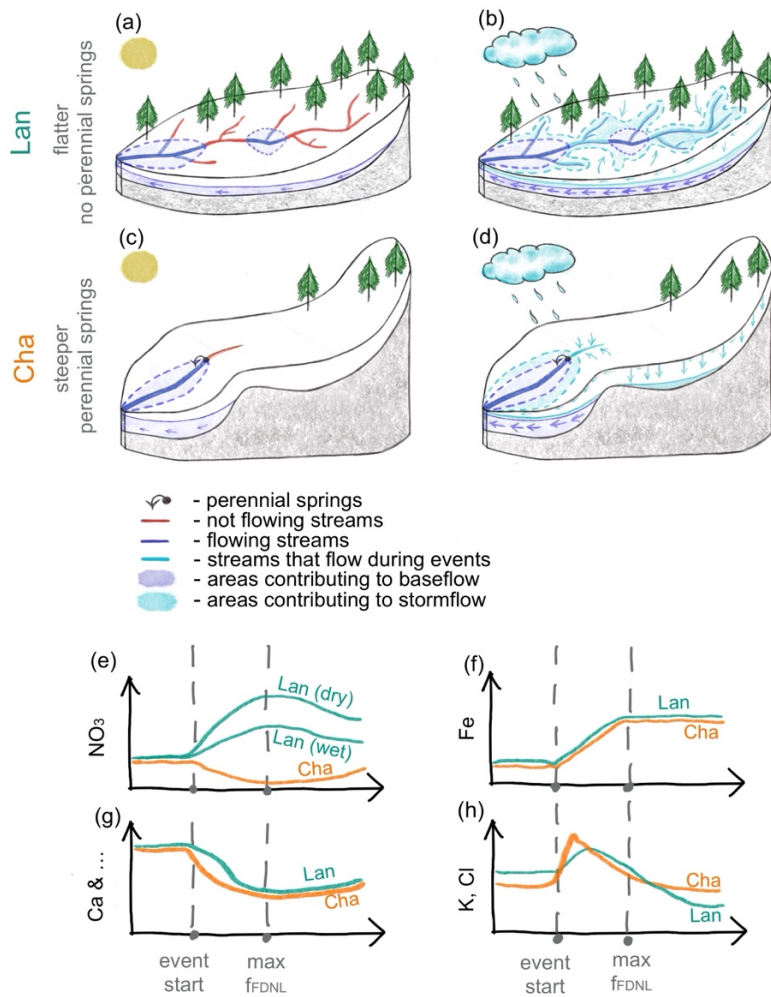 (a)
(b)
Lan
flatter
no perennial springs
(c)
(d)
Cha
steeper
perennial springs
- perennial springs
- not flowing streams
- flowing streams
- streams that flow during events
- areas contributing to baseflow
- areas contributing to stormflow
(e)
NO3
Lan (dry)
Lan (wet)
Cha
(f)
Fe
Lan
Cha
(g)
Ca & ...
Lan
Cha
event
start
max
fFDNL
(h)
K, Cl
Cha
Lan
event
start
max
fFDNL